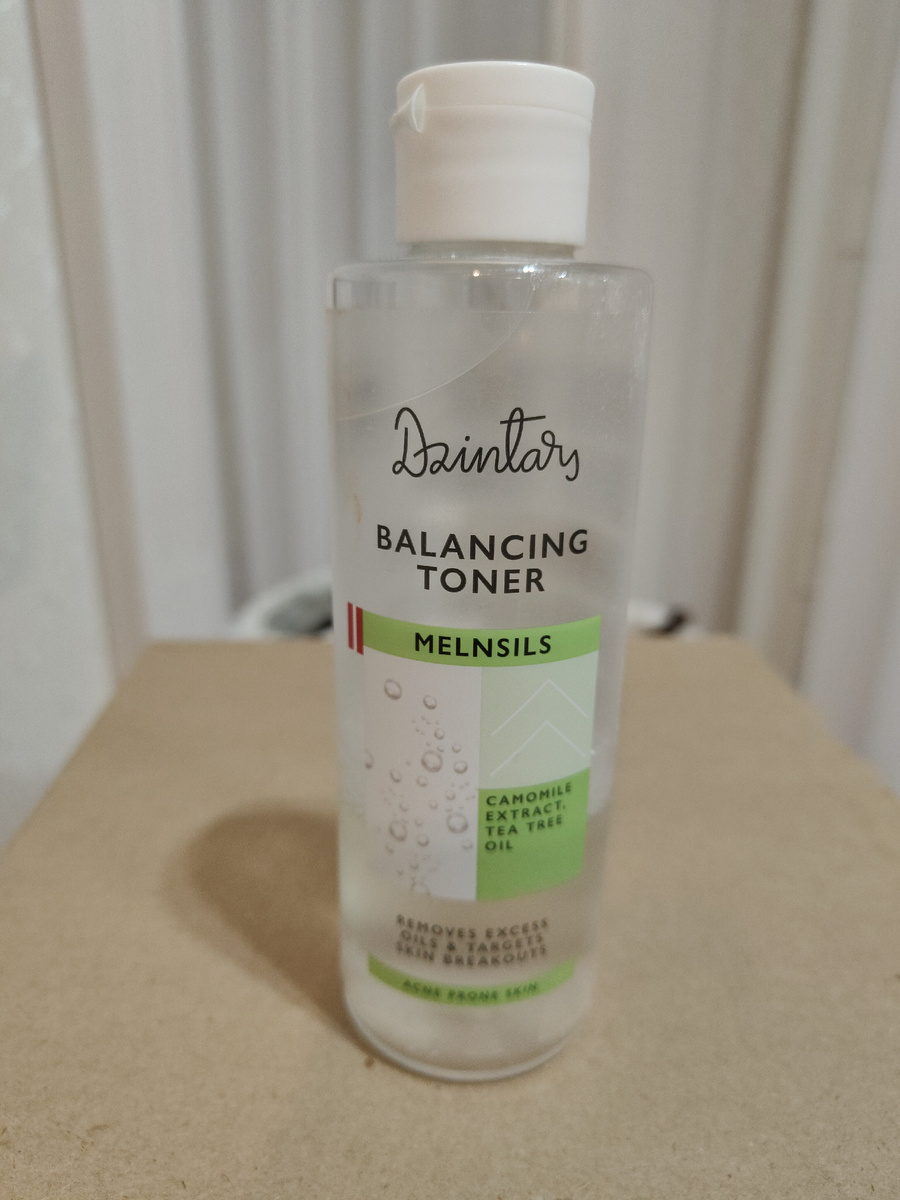 Dzintars
BALANCING
TONER
MELNSILS
CAMOMILE
EXTRACT,
TEA TREE
OIL
REMOVES EXCESS
OILS & TARGETS
SKIN BREAKOUTS
ACNE PRONE SKIN